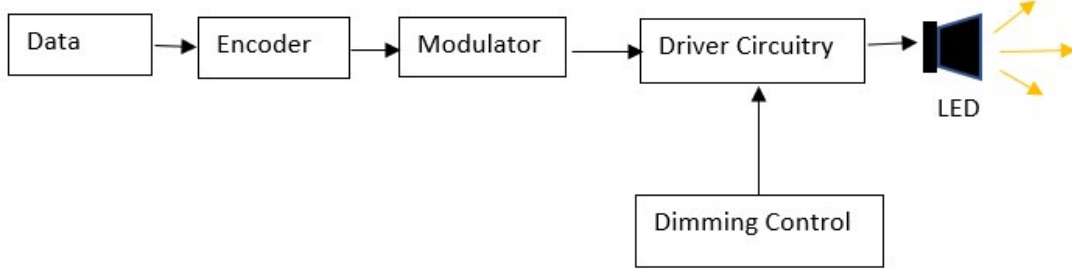 Data
Encoder
Modulator
Driver Circuitry
LED
Dimming Control